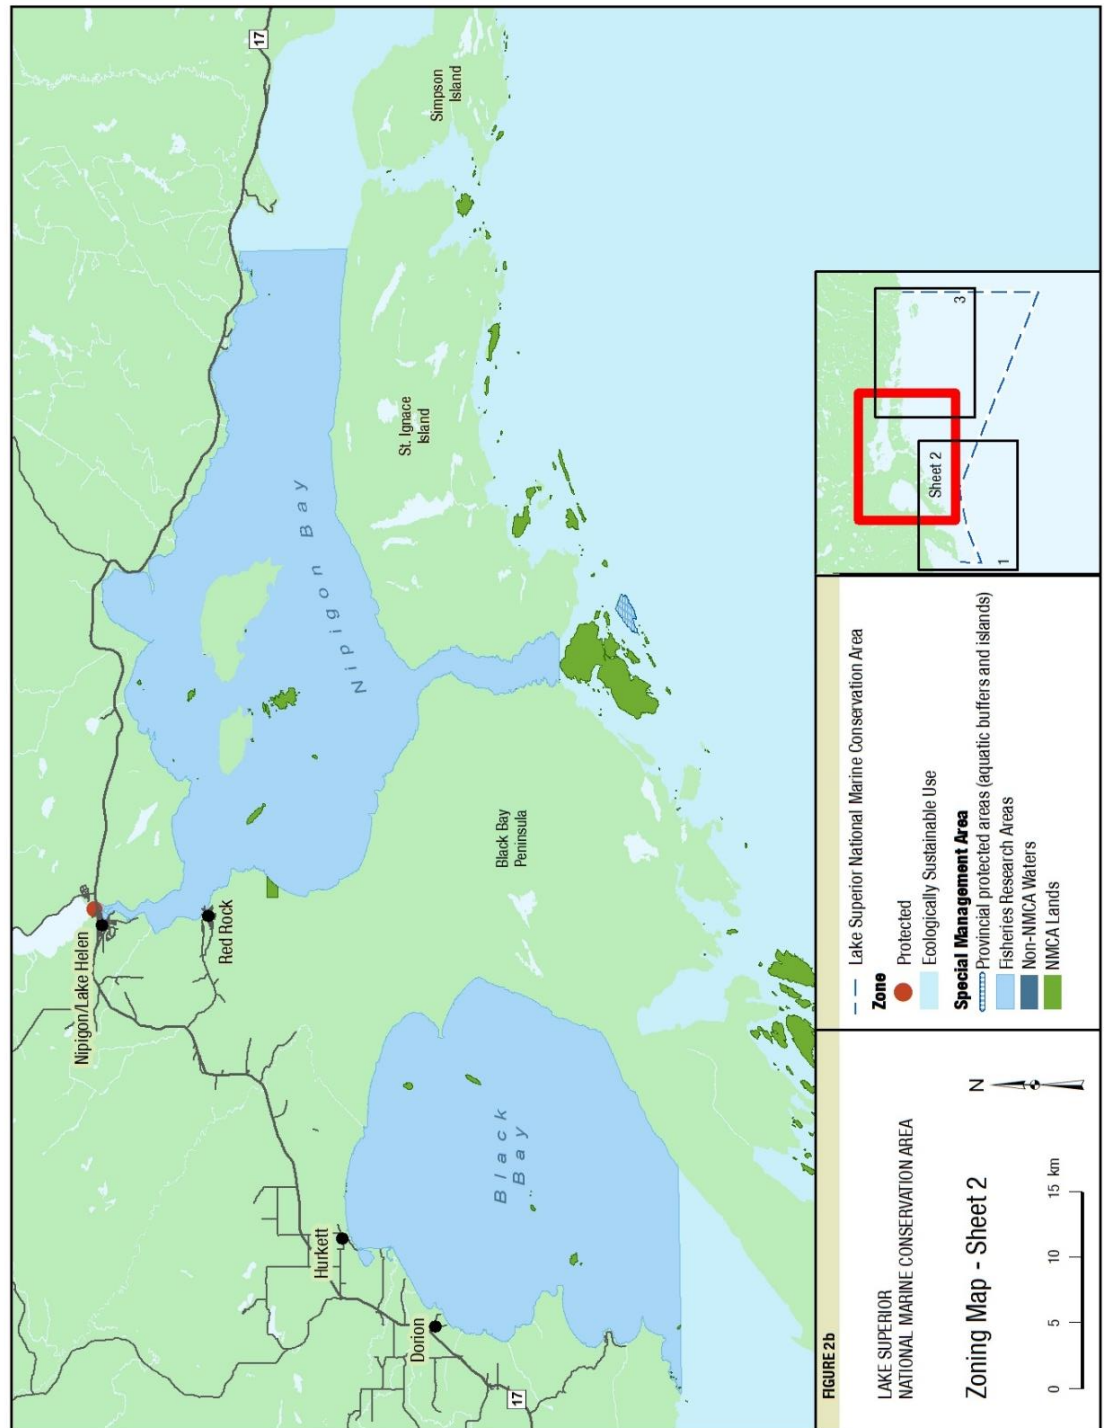 17
Simpson
Island
St. Ignace
Island
Nipigon Bay
Nipigon/Lake Helen
Red Rock
Black Bay
Peninsula
Black
Bay
Hurkett
Dorion
17
FIGURE 2b
LAKE SUPERIOR
NATIONAL MARINE CONSERVATION AREA
Zoning Map - Sheet 2
0 5 10 15 km
N
Lake Superior National Marine Conservation Area
Zone
Protected
Ecologically Sustainable Use
Special Management Area
Provincial protected areas (aquatic buffers and islands)
Fisheries Research Areas
Non-NMCA Waters
NMCA Lands
1
Sheet 2
3